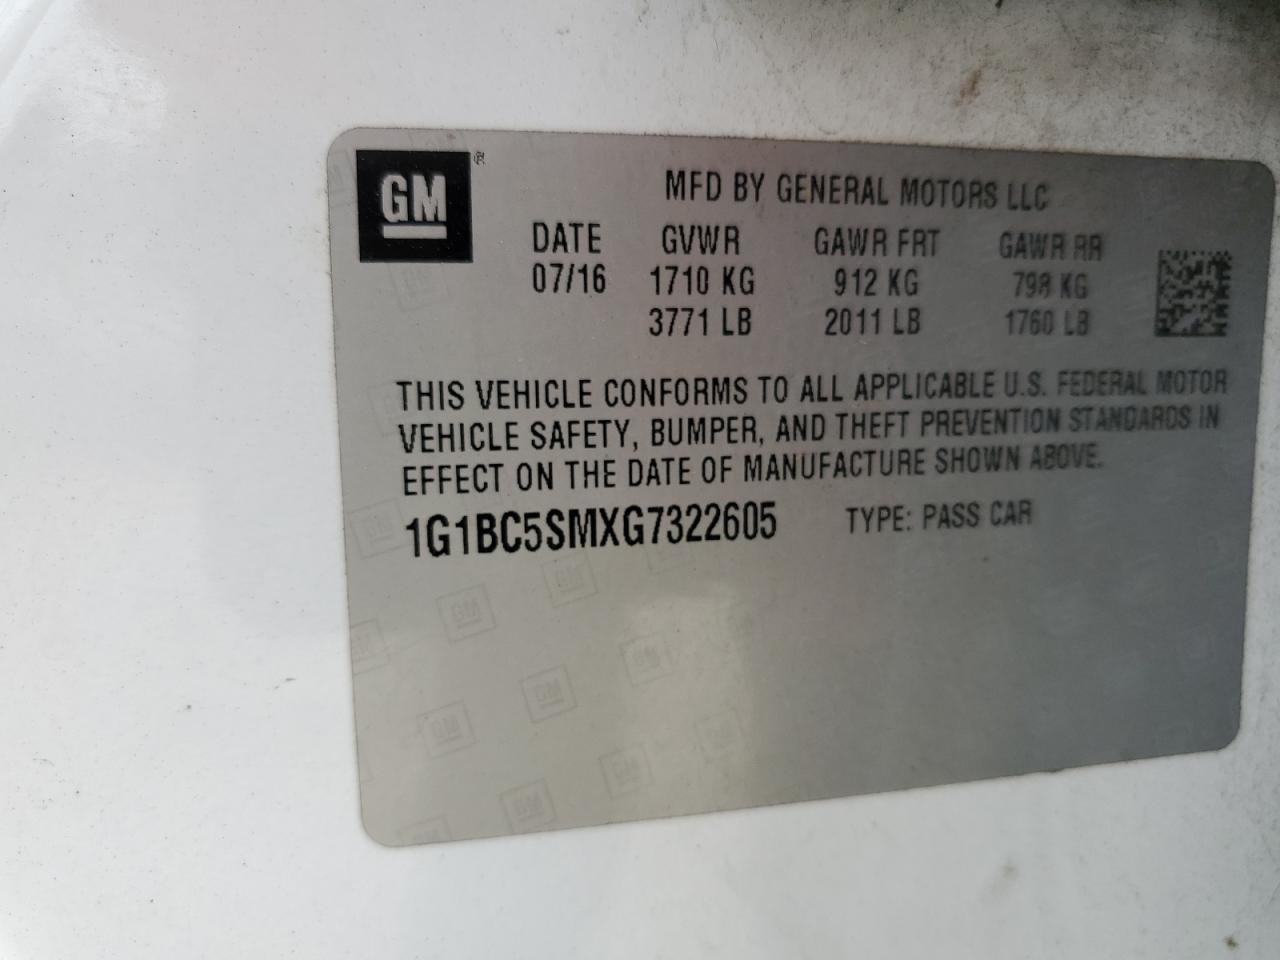 GM ®
MFD BY GENERAL MOTORS LLC
DATE GVWR GAWR FRT GAWR RR
07/16 1710 KG 912 KG 798 KG
3771 LB 2011 LB 1760 LB
THIS VEHICLE CONFORMS TO ALL APPLICABLE U.S. FEDERAL MOTOR
VEHICLE SAFETY, BUMPER, AND THEFT PREVENTION STANDARDS IN
EFFECT ON THE DATE OF MANUFACTURE SHOWN ABOVE.
1G1BC5SMXG7322605 TYPE: PASS CAR